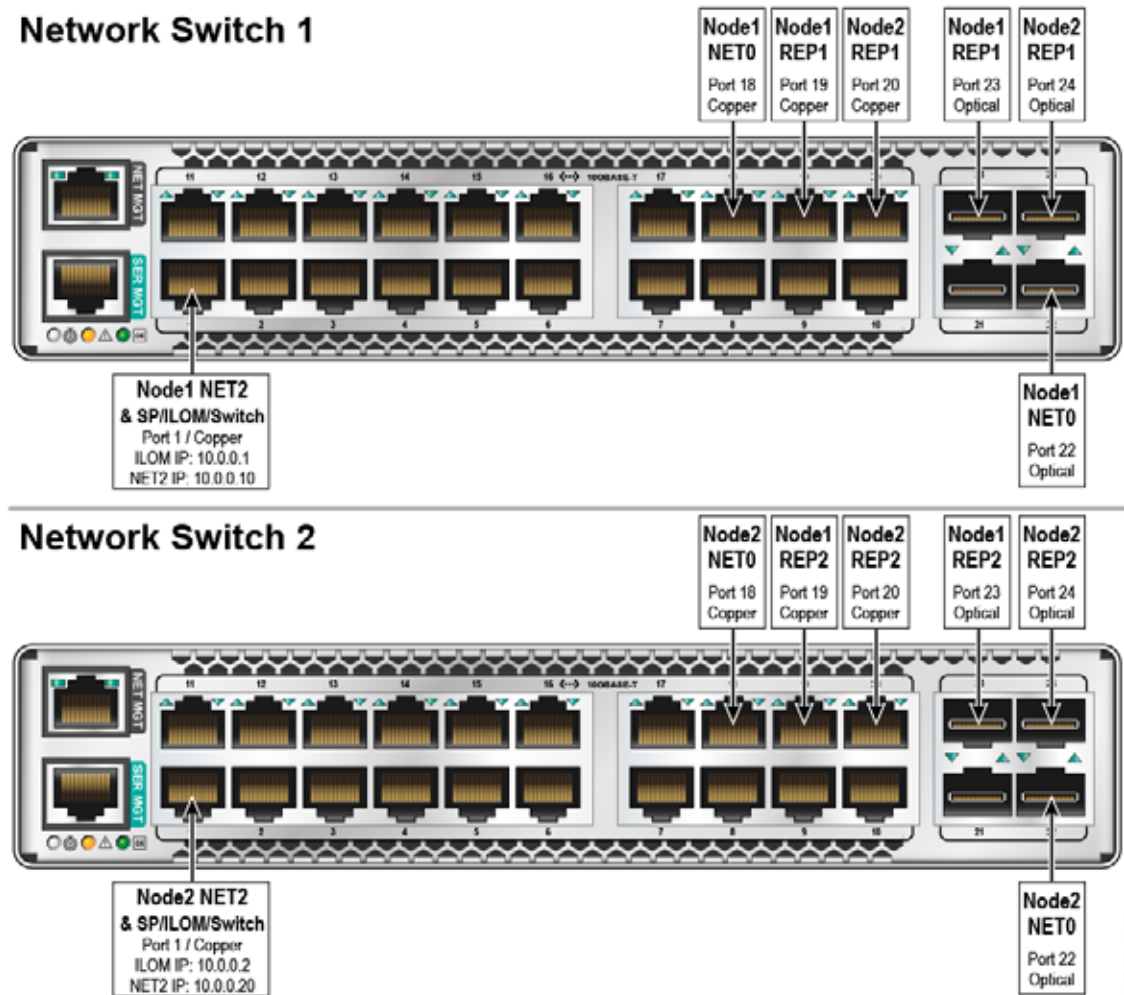 Network Switch 1
Node1 NET0
Port 18 Copper
Node1 REP1
Port 19 Copper
Node2 REP1
Port 20 Copper
Node1 REP1
Port 23 Optical
Node2 REP1
Port 24 Optical
NET MGT
11 12 13 14 15 16 100BASE-T 17
SER MGT
2 3 4 5 6 7 8 9 10 21
Node1 NET2
& SP/ILOM/Switch
Port 1 / Copper
ILOM IP: 10.0.0.1
NET2 IP: 10.0.0.10
Node1 NET0
Port 22 Optical
Network Switch 2
Node2 NET0
Port 18 Copper
Node1 REP2
Port 19 Copper
Node2 REP2
Port 20 Copper
Node1 REP2
Port 23 Optical
Node2 REP2
Port 24 Optical
NET MGT
11 12 13 14 15 16 100BASE-T 17
SER MGT
2 3 4 5 6 7 8 9 10 21
Node2 NET2
& SP/ILOM/Switch
Port 1 / Copper
ILOM IP: 10.0.0.2
NET2 IP: 10.0.0.20
Node2 NET0
Port 22 Optical